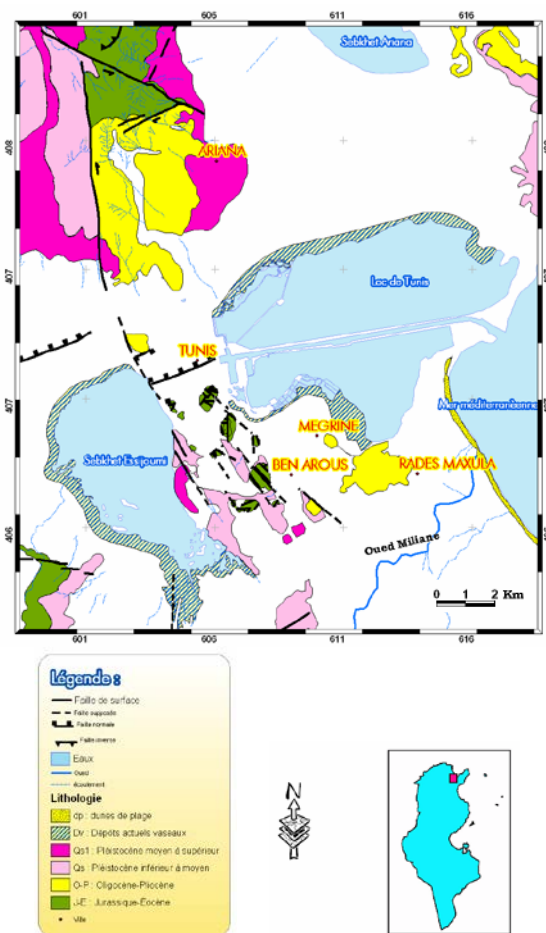 601 606 611 616
Sebkhet Ariana
408
ARIANA
407
Lac de Tunis
TUNIS
407
Mer méditerranéenne
MEGRINE
Sebkhet Essijoumi
BEN AROUS
RADES MAXULA
406
Oued Miliane
1 0 1 2 Km
601 606 611 616
Légende :
Faille de surface
Faille supposée
Faille normale
Faille inverse
Eaux
Oued
écoulement
Lithologie
dp : dunes de plage
Dv : Dépôts actuels vaseaux
Qs1 : Pléistocène moyen à supérieur
Qs : Pléistocène inférieur à moyen
O-P : Oligocène-Pliocène
J-E : Jurassique-Eocène
Ville
N